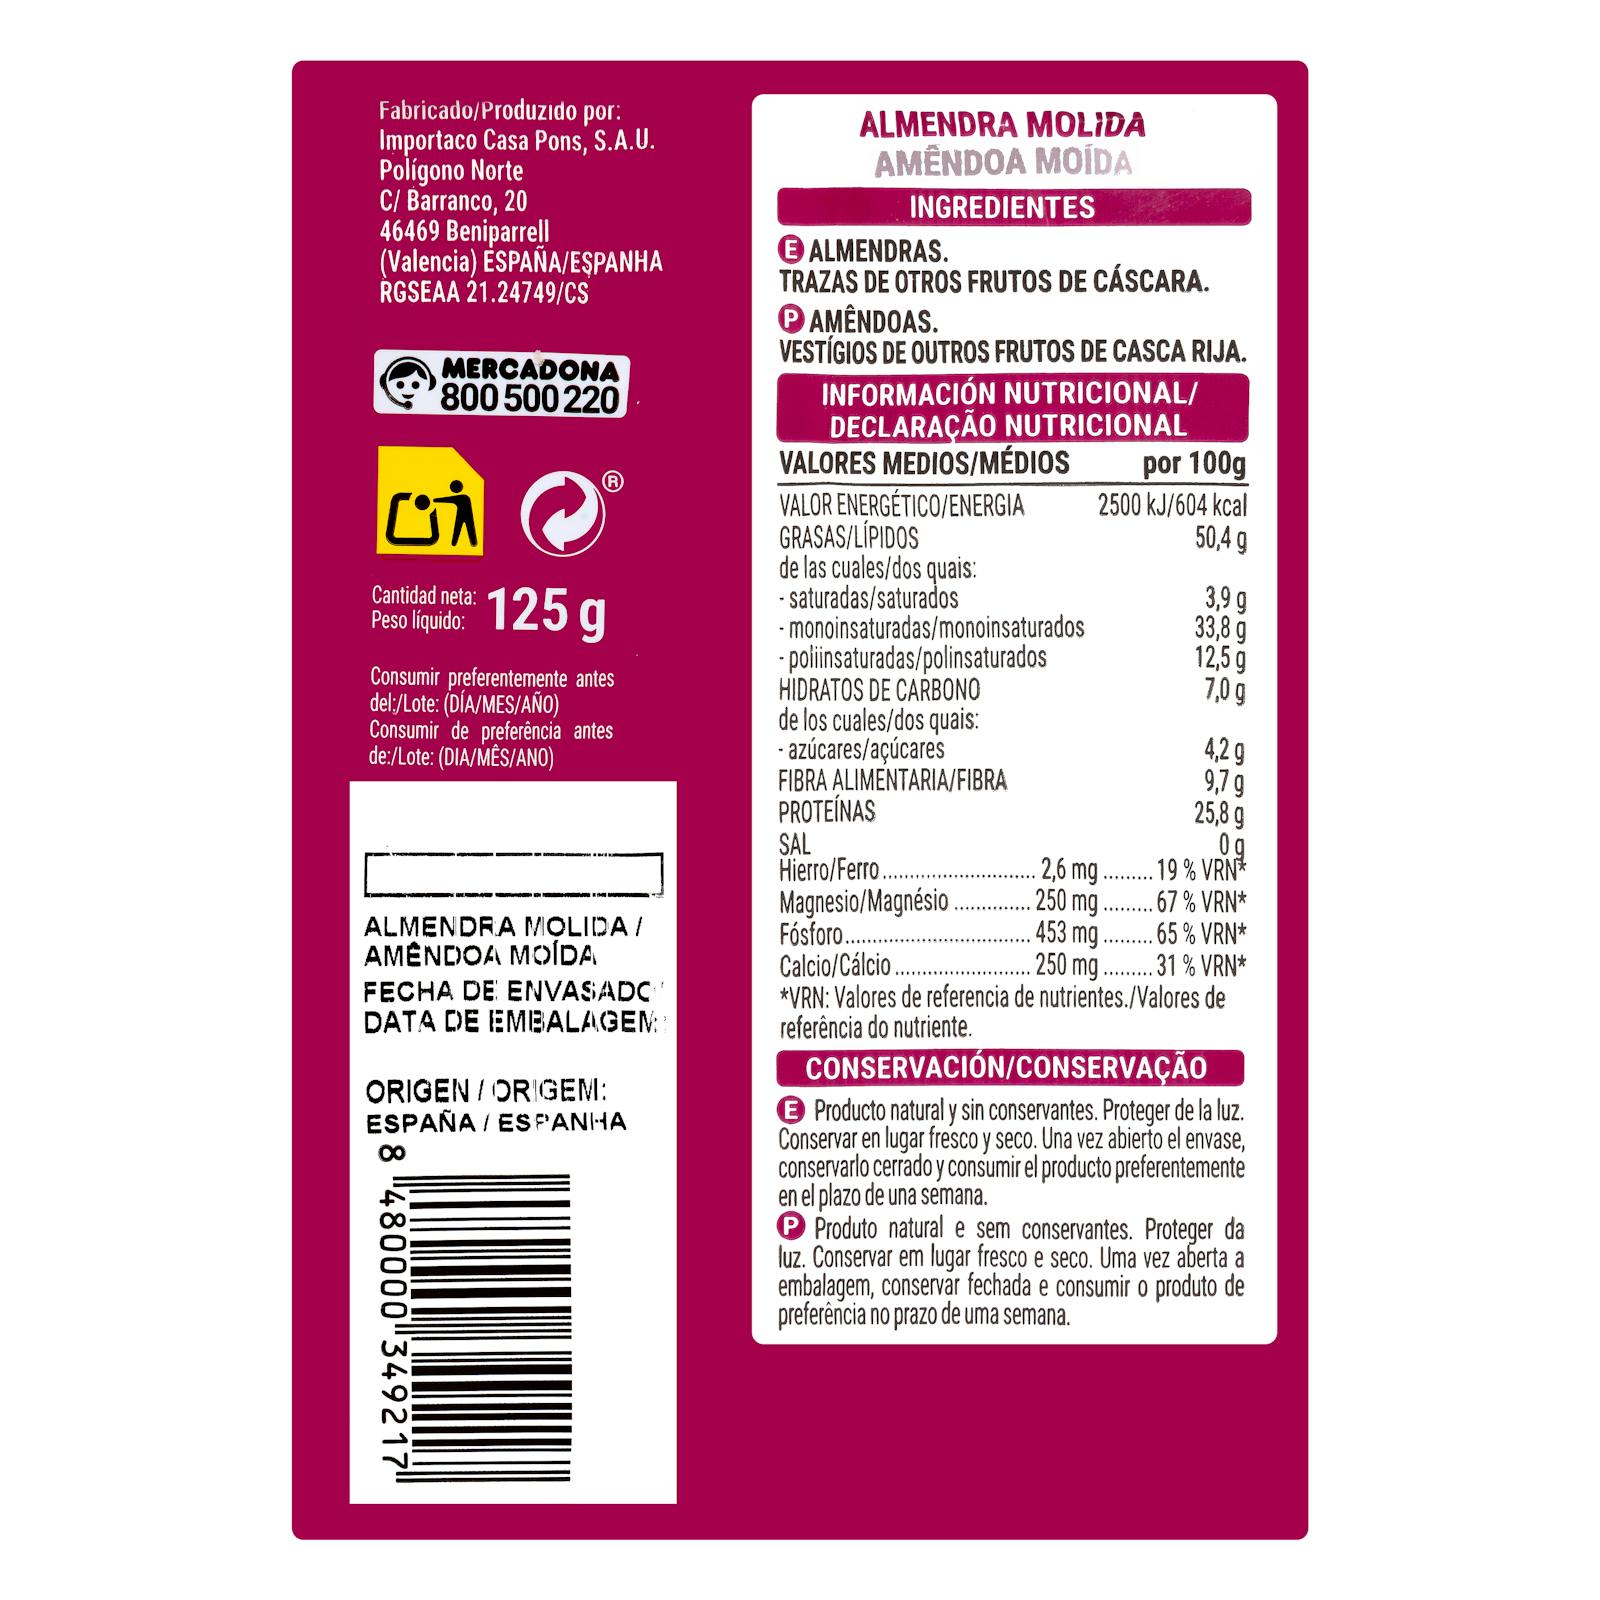 Fabricado/Produzido por:
Importaco Casa Pons, S.A.U.
Polígono Norte
C/ Barranco, 20
46469 Beniparrell
(Valencia) ESPAÑA/ESPANHA
RGSEAA 21.24749/CS
MERCADONA
800 500 220
®
Cantidad neta:
Peso líquido:
125 g
Consumir preferentemente antes
del:/Lote: (DÍA/MES/AÑO)
Consumir de preferência antes
de:/Lote: (DIA/MÊS/ANO)
ALMENDRA MOLIDA /
AMÊNDOA MOÍDA
FECHA DE ENVASADO /
DATA DE EMBALAGEM:
ORIGEN / ORIGEM:
ESPAÑA / ESPANHA
8 480000 349217
ALMENDRA MOLIDA
AMÊNDOA MOÍDA
INGREDIENTES
E ALMENDRAS.
TRAZAS DE OTROS FRUTOS DE CÁSCARA.
P AMÊNDOAS.
VESTÍGIOS DE OUTROS FRUTOS DE CASCA RIJA.
INFORMACIÓN NUTRICIONAL/
DECLARAÇÃO NUTRICIONAL
VALORES MEDIOS/MÉDIOS por 100g
VALOR ENERGÉTICO/ENERGIA 2500 kJ/604 kcal
GRASAS/LÍPIDOS 50,4 g
de las cuales/dos quais:
- saturadas/saturados 3,9 g
- monoinsaturadas/monoinsaturados 33,8 g
- poliinsaturadas/polinsaturados 12,5 g
HIDRATOS DE CARBONO 7,0 g
de los cuales/dos quais:
- azúcares/açúcares 4,2 g
FIBRA ALIMENTARIA/FIBRA 9,7 g
PROTEÍNAS 25,8 g
SAL 0 g
Hierro/Ferro .......................... 2,6 mg ......... 19 % VRN*
Magnesio/Magnésio ............. 250 mg ........ 67 % VRN*
Fósforo ............................... 453 mg ........ 65 % VRN*
Calcio/Cálcio ....................... 250 mg ........ 31 % VRN*
*VRN: Valores de referencia de nutrientes./Valores de
referência do nutriente.
CONSERVACIÓN/CONSERVAÇÃO
E Producto natural y sin conservantes. Proteger de la luz.
Conservar en lugar fresco y seco. Una vez abierto el envase,
conservarlo cerrado y consumir el producto preferentemente
en el plazo de una semana.
P Produto natural e sem conservantes. Proteger da
luz. Conservar em lugar fresco e seco. Uma vez aberta a
embalagem, conservar fechada e consumir o produto de
preferência no prazo de uma semana.